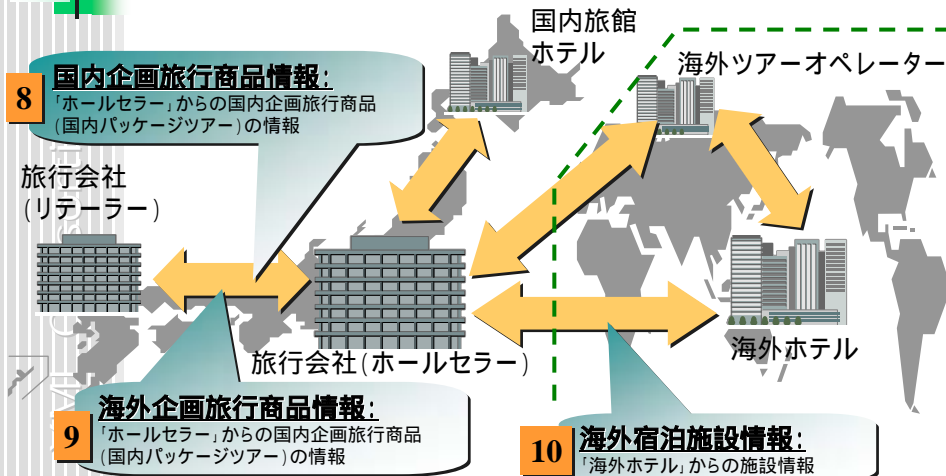 国内旅館
ホテル
海外ツアーオペレーター
8
国内企画旅行商品情報:
「ホールセラー」からの国内企画旅行商品
(国内パッケージツアー)の情報
旅行会社
(リテーラー)
旅行会社(ホールセラー)
海外ホテル
9
海外企画旅行商品情報:
「ホールセラー」からの国内企画旅行商品
(国内パッケージツアー)の情報
10
海外宿泊施設情報:
「海外ホテル」からの施設情報